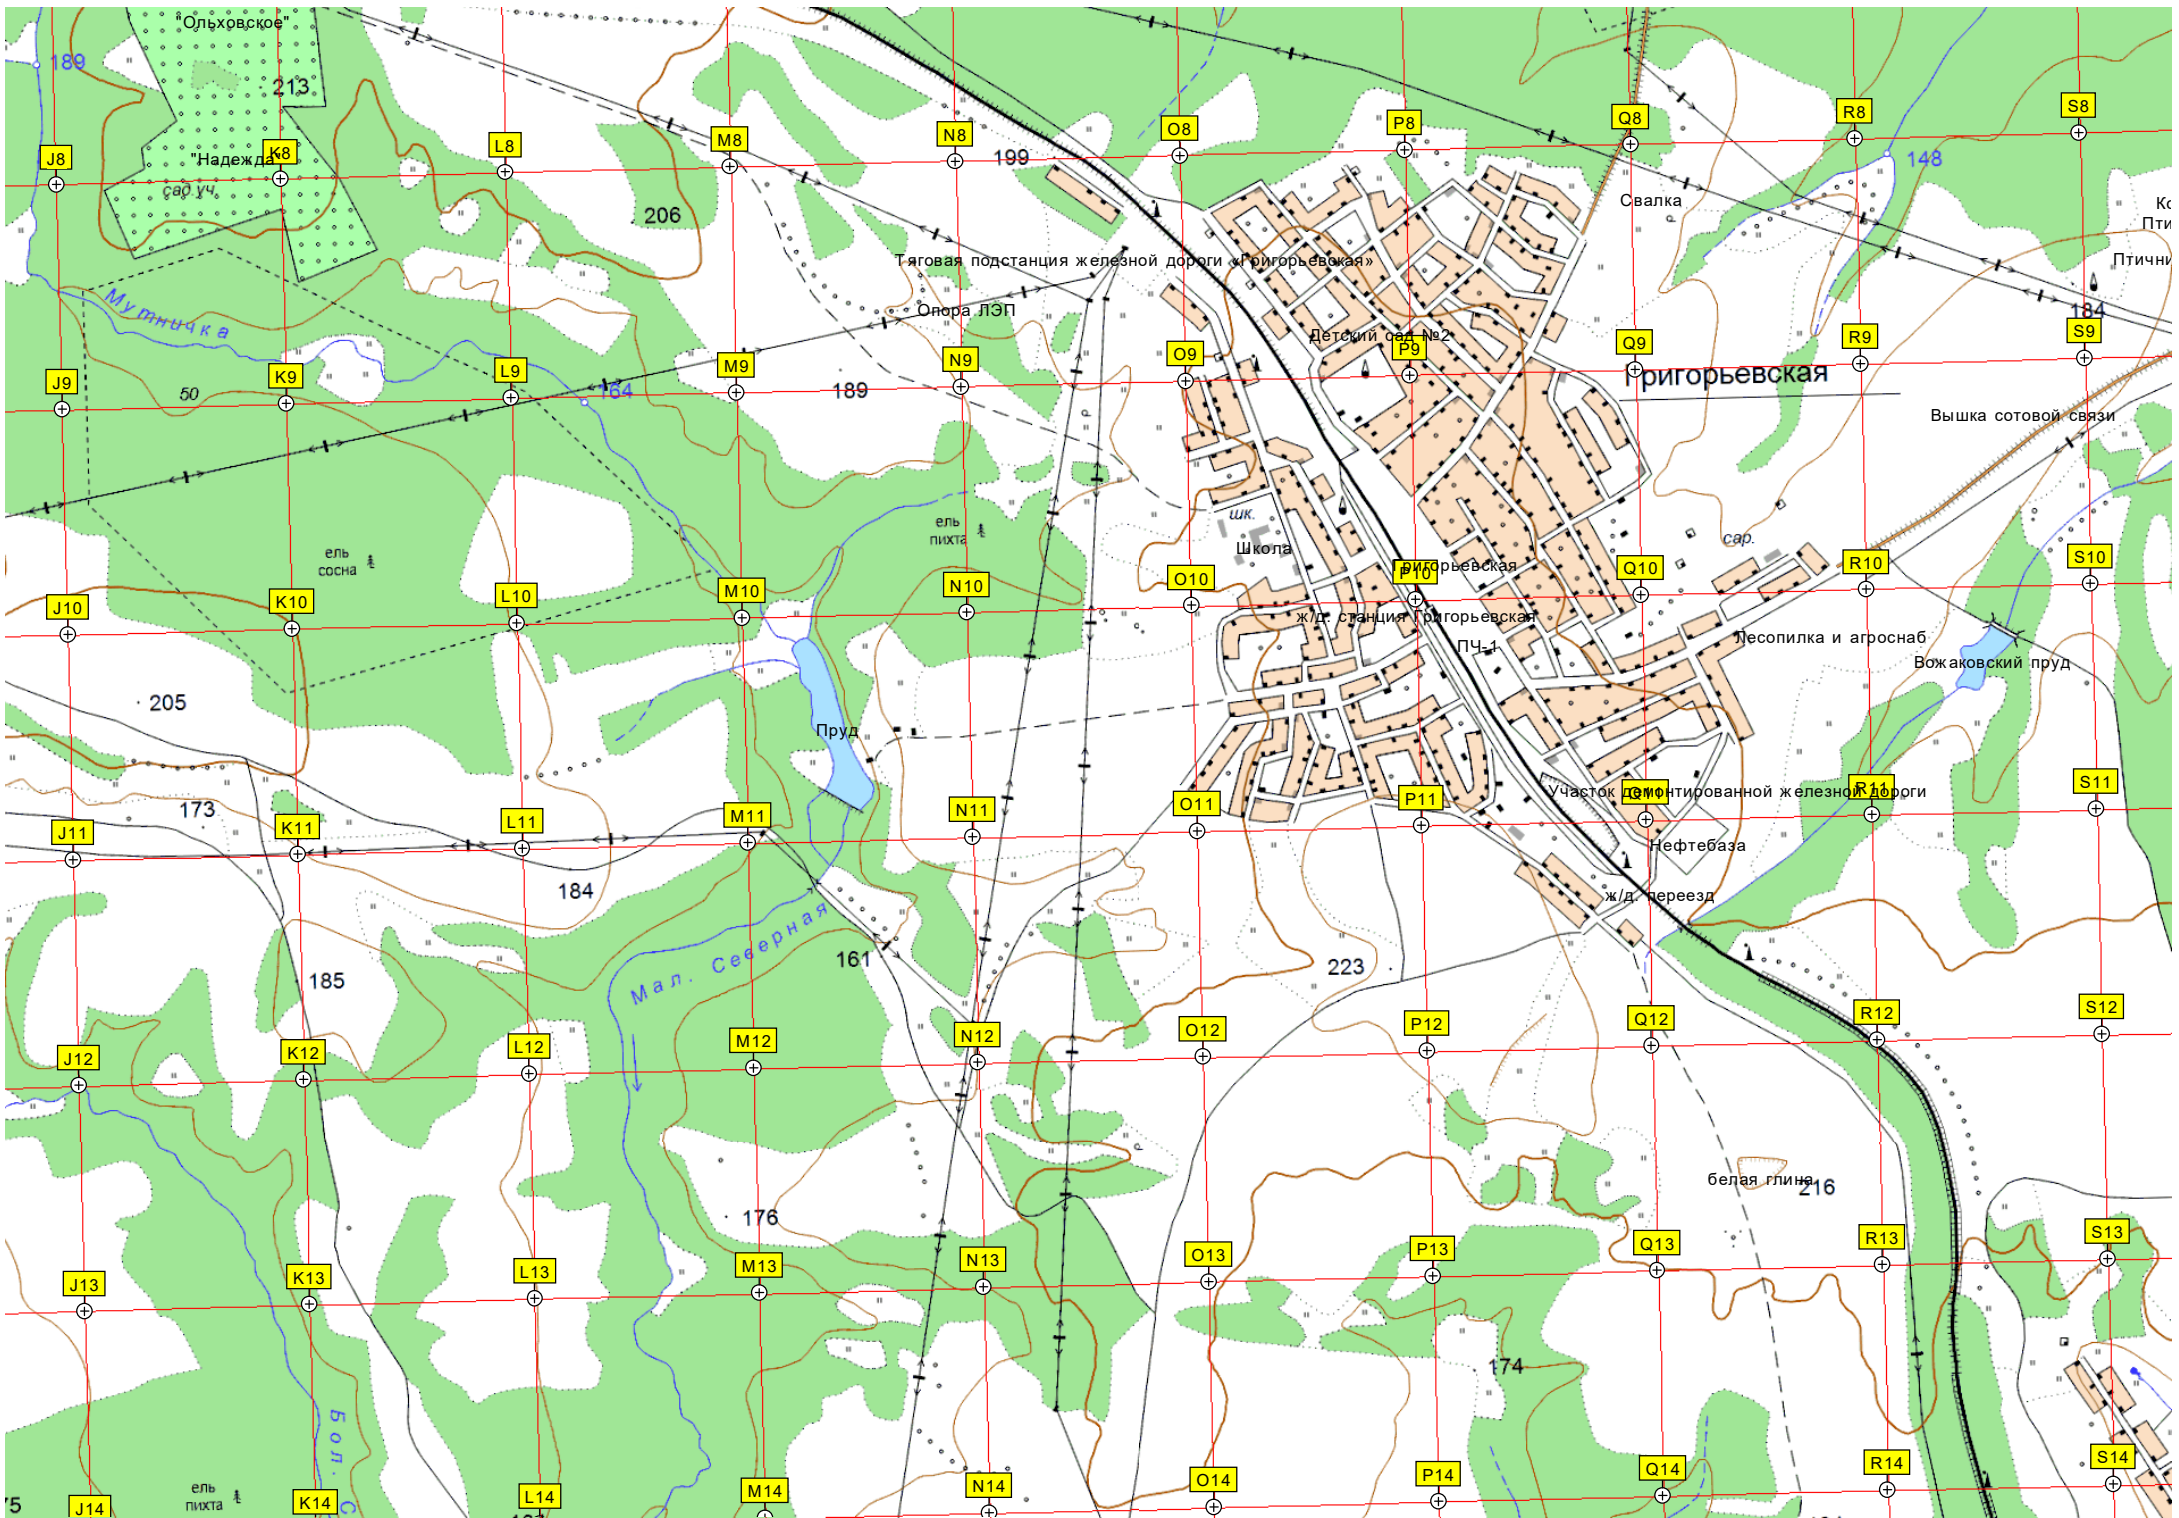 "Ольховское"
189
213
J8
K8
L8
M8
N8
O8
P8
Q8
R8
S8
"Надежда"
сад.уч.
199
148
206
Свалка
Тяговая подстанция железной дороги «Григорьевская»
Мутничка
Опора ЛЭП
184
Детский сад №2
J9
K9
L9
M9
N9
O9
P9
Q9
R9
S9
50
164
189
Григорьевская
Вышка сотовой связи
ель
пихта
шк.
Школа
сар.
ель
сосна
Григорьевская
J10
K10
L10
M10
N10
O10
P10
Q10
R10
S10
ж/д. станция Григорьевская
ПЧ-1
Лесопилка и агроснаб
Вожаковский пруд
205
Пруд
Участок демонтированной железной дороги
173
J11
K11
L11
M11
N11
O11
P11
Q11
R11
S11
Нефтебаза
184
ж/д. переезд
Мал. Северная
161
185
223
J12
K12
L12
M12
N12
O12
P12
Q12
R12
S12
белая глина
216
176
J13
K13
L13
M13
N13
O13
P13
Q13
R13
S13
174
Бол. С
ель
пихта
J14
K14
L14
M14
N14
O14
P14
Q14
R14
S14